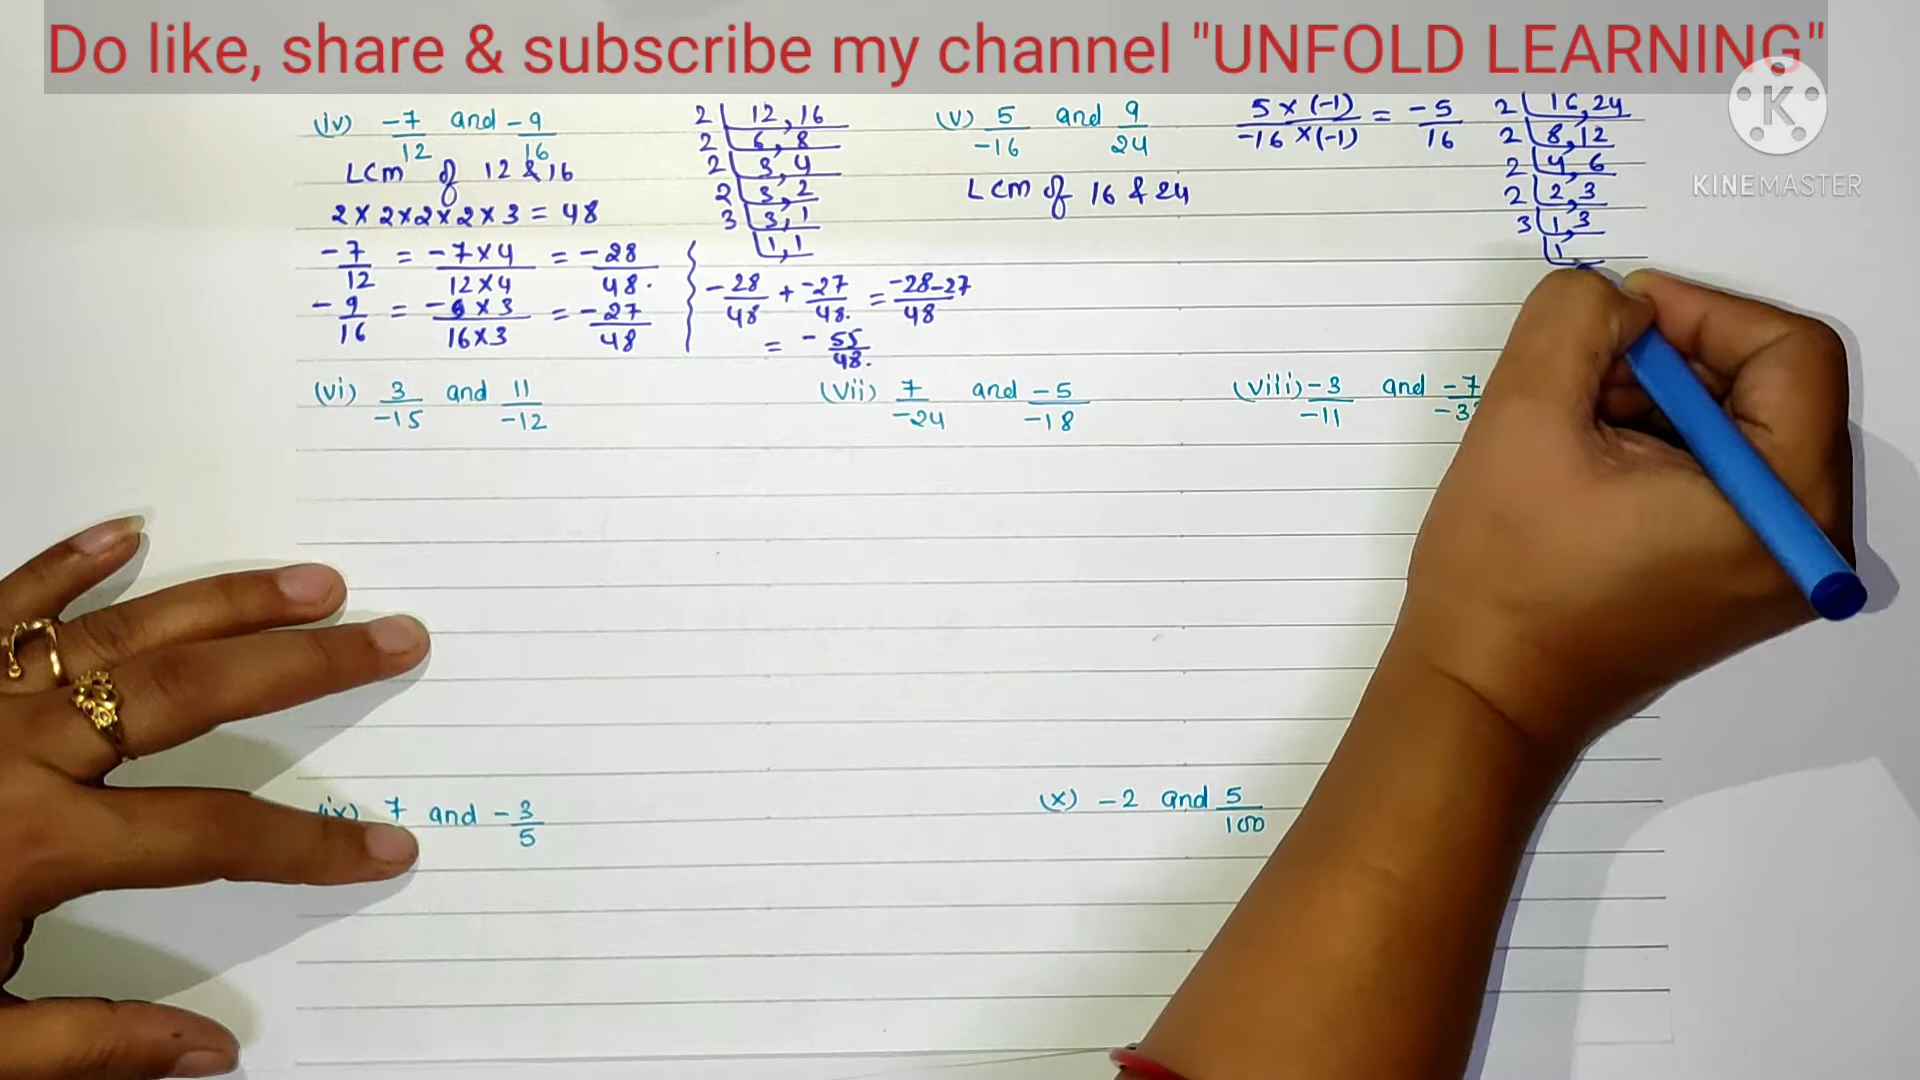 Do like, share & subscribe my channel "UNFOLD LEARNING"
K
KINEMASTER
(iv) -7/12 and -9/16
LCM of 12 & 16
2 × 2 × 2 × 2 × 3 = 48
-7/12 = -7×4/12×4 = -28/48.
-9/16 = -9×3/16×3 = -27/48
2 | 12, 16
2 | 6, 8
2 | 3, 4
2 | 3, 2
3 | 3, 1
1, 1
-28/48 + -27/48. = -28-27/48
= -55/48.
(v) 5/-16 and 9/24
LCM of 16 & 24
5 × (-1)/-16 × (-1) = -5/16
2 | 16, 24
2 | 8, 12
2 | 4, 6
2 | 2, 3
3 | 1, 3
1,
(vi) 3/-15 and 11/-12
(vii) 7/-24 and -5/-18
(viii) -3/-11 and -7/-3
(ix) 7 and -3/5
(x) -2 and 5/100